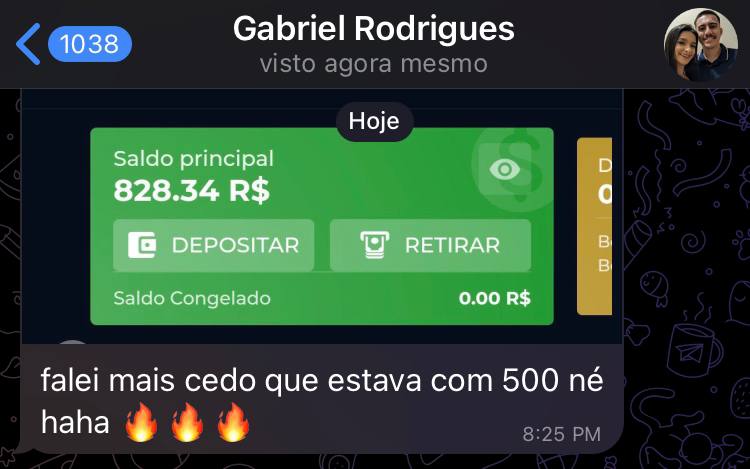 1038
Gabriel Rodrigues
visto agora mesmo
Hoje
Saldo principal
828.34 R$
DEPOSITAR
RETIRAR
Saldo Congelado
0.00 R$
falei mais cedo que estava com 500 né
haha 🔥🔥🔥
8:25 PM